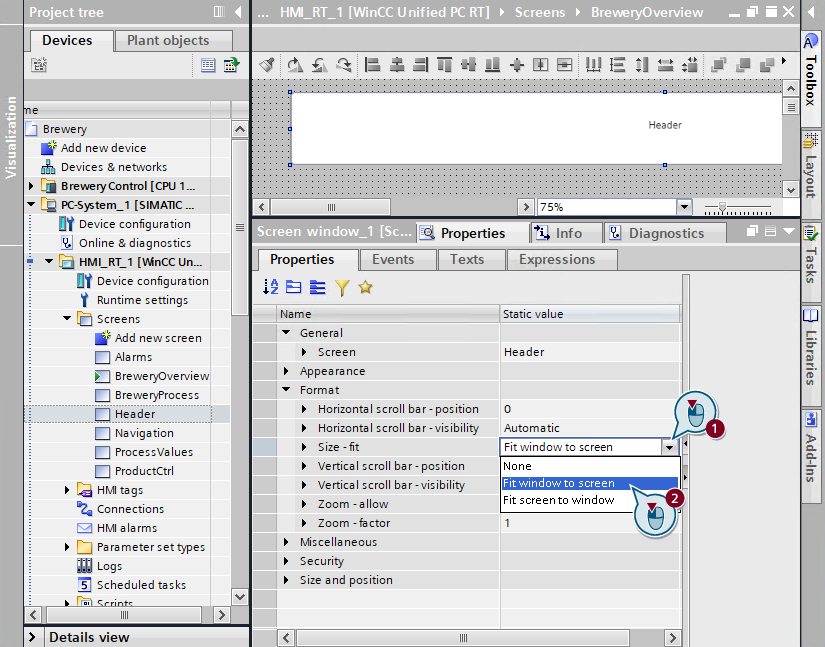 Project tree
... HMI_RT_1 [WinCC Unified PC RT] Screens BreweryOverview
Devices
Plant objects
Visualization
me
Brewery
Add new device
Devices & networks
Brewery Control [CPU 1...
PC-System_1 [SIMATIC ...
Device configuration
Online & diagnostics
HMI_RT_1 [WinCC Un...
Device configuration
Runtime settings
Screens
Add new screen
Alarms
BreweryOverview
BreweryProcess
Header
Navigation
ProcessValues
ProductCtrl
HMI tags
Connections
HMI alarms
Parameter set types
Logs
Scheduled tasks
Scripts
Details view
Header
75%
Screen window_1 [Sc...
Properties
Info
Diagnostics
Properties
Events
Texts
Expressions
Name
Static value
General
Screen
Header
Appearance
Format
Horizontal scroll bar - position
0
Horizontal scroll bar - visibility
Automatic
Size - fit
Fit window to screen
Vertical scroll bar - position
None
Vertical scroll bar - visibility
Fit window to screen
Zoom - allow
Fit screen to window
Zoom - factor
1
Miscellaneous
Security
Size and position
1
2
Toolbox
Layout
Tasks
Libraries
Add-Ins